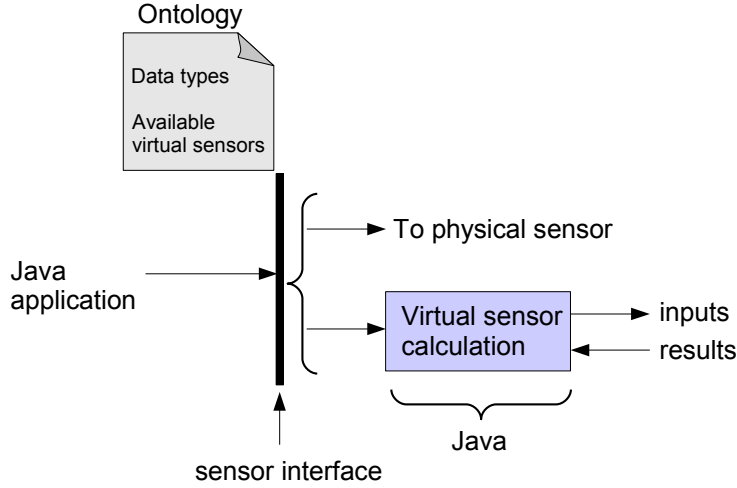 Ontology
Data types
Available
virtual sensors
To physical sensor
Java
application
Virtual sensor
calculation
inputs
results
Java
sensor interface